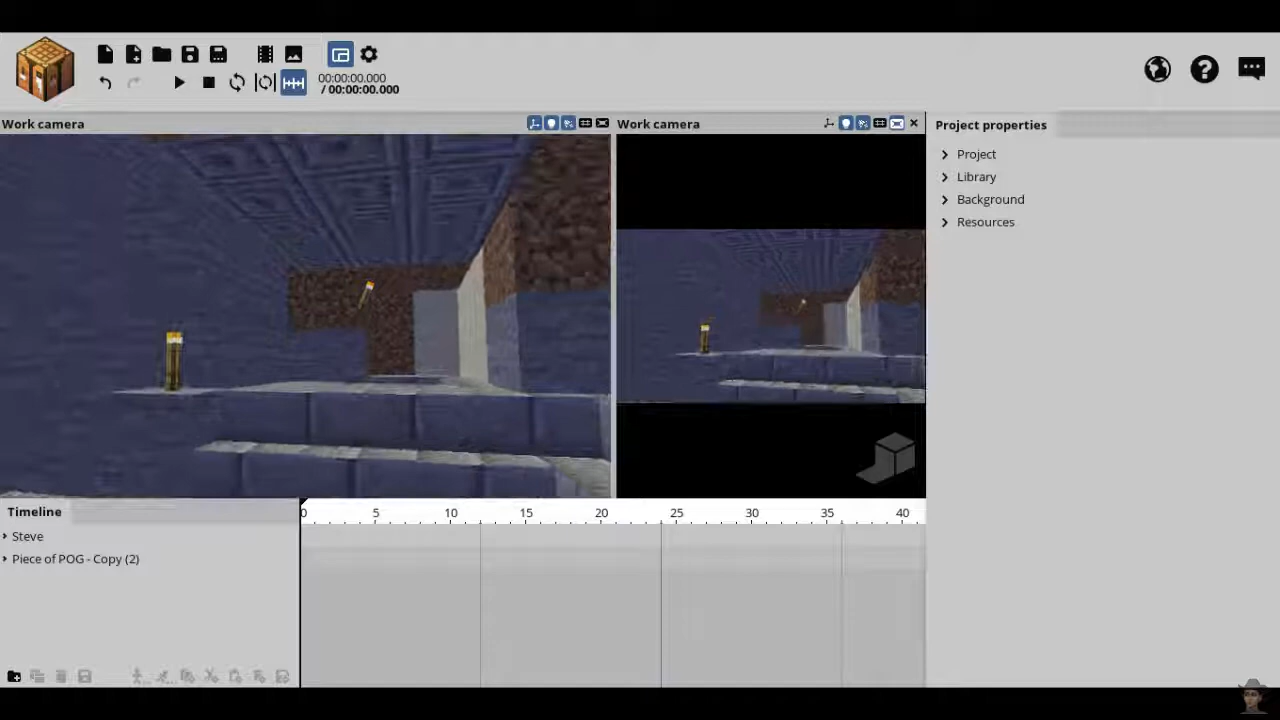 00:00:00.000
/ 00:00:00.000
Work camera
Work camera
Project properties
Project
Library
Background
Resources
Timeline
0 5 10 15 20 25 30 35 40
Steve
Piece of POG - Copy (2)